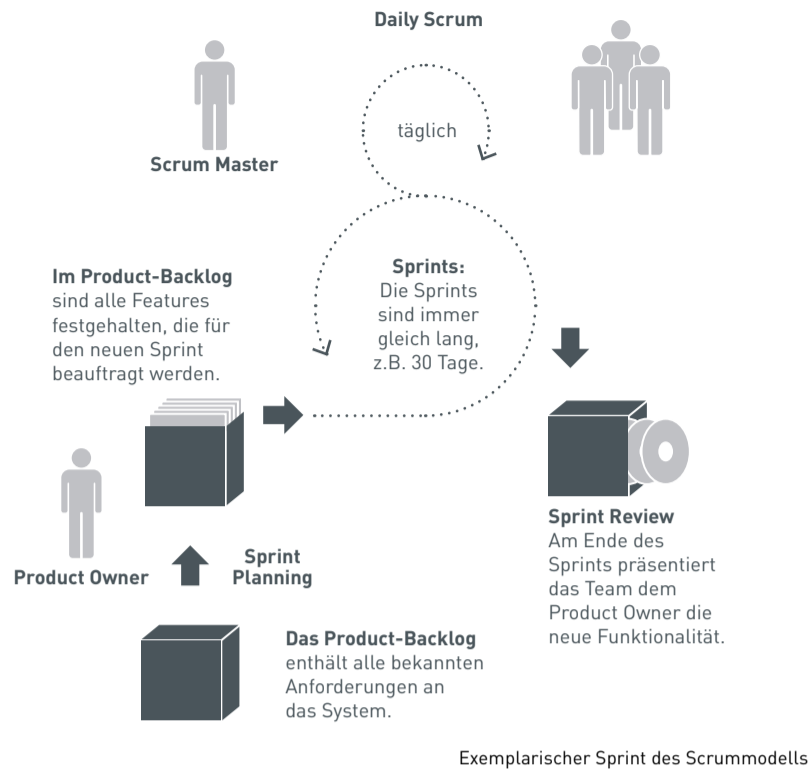 Daily Scrum
täglich
Scrum Master
Im Product-Backlog
sind alle Features
festgehalten, die für
den neuen Sprint
beauftragt werden.
Sprints:
Die Sprints
sind immer
gleich lang,
z.B. 30 Tage.
Product Owner
Sprint
Planning
Das Product-Backlog
enthält alle bekannten
Anforderungen an
das System.
Sprint Review
Am Ende des
Sprints präsentiert
das Team dem
Product Owner die
neue Funktionalität.
Exemplarischer Sprint des Scrummodells